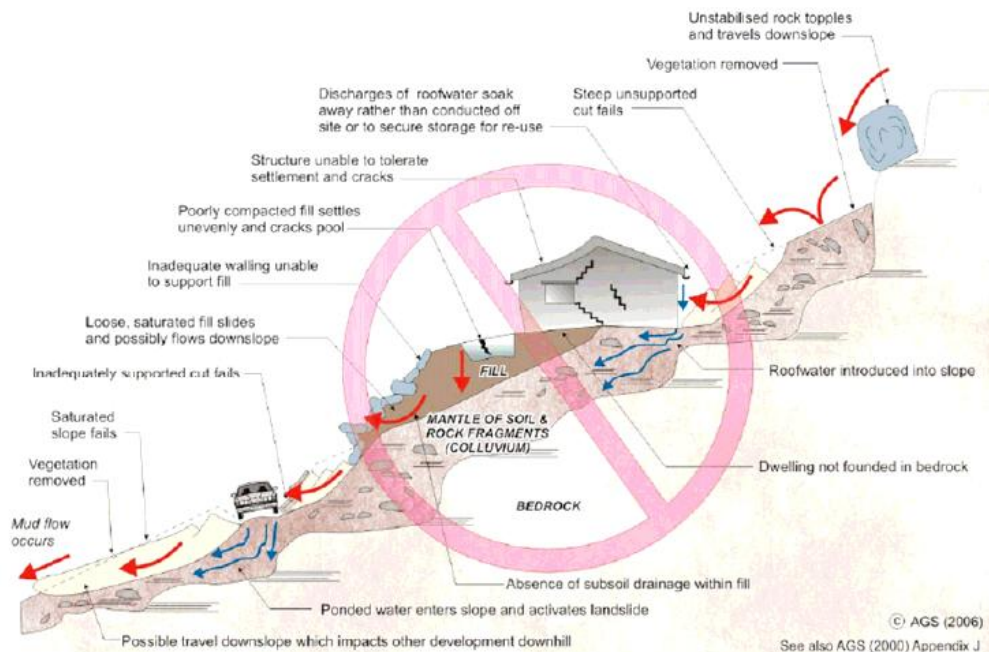 Unstabilised rock topples
and travels downslope
Vegetation removed
Discharges of roofwater soak
away rather than conducted off
site or to secure storage for re-use
Steep unsupported
cut fails
Structure unable to tolerate
settlement and cracks
Poorly compacted fill settles
unevenly and cracks pool
Inadequate walling unable
to support fill
Loose, saturated fill slides
and possibly flows downslope
Inadequately supported cut fails
Saturated
slope fails
Vegetation
removed
Mud flow
occurs
FILL
MANTLE OF SOIL &
ROCK FRAGMENTS
(COLLUVIUM)
BEDROCK
Roofwater introduced into slope
Dwelling not founded in bedrock
Absence of subsoil drainage within fill
Ponded water enters slope and activates landslide
Possible travel downslope which impacts other development downhill
© AGS (2006)
See also AGS (2000) Appendix J